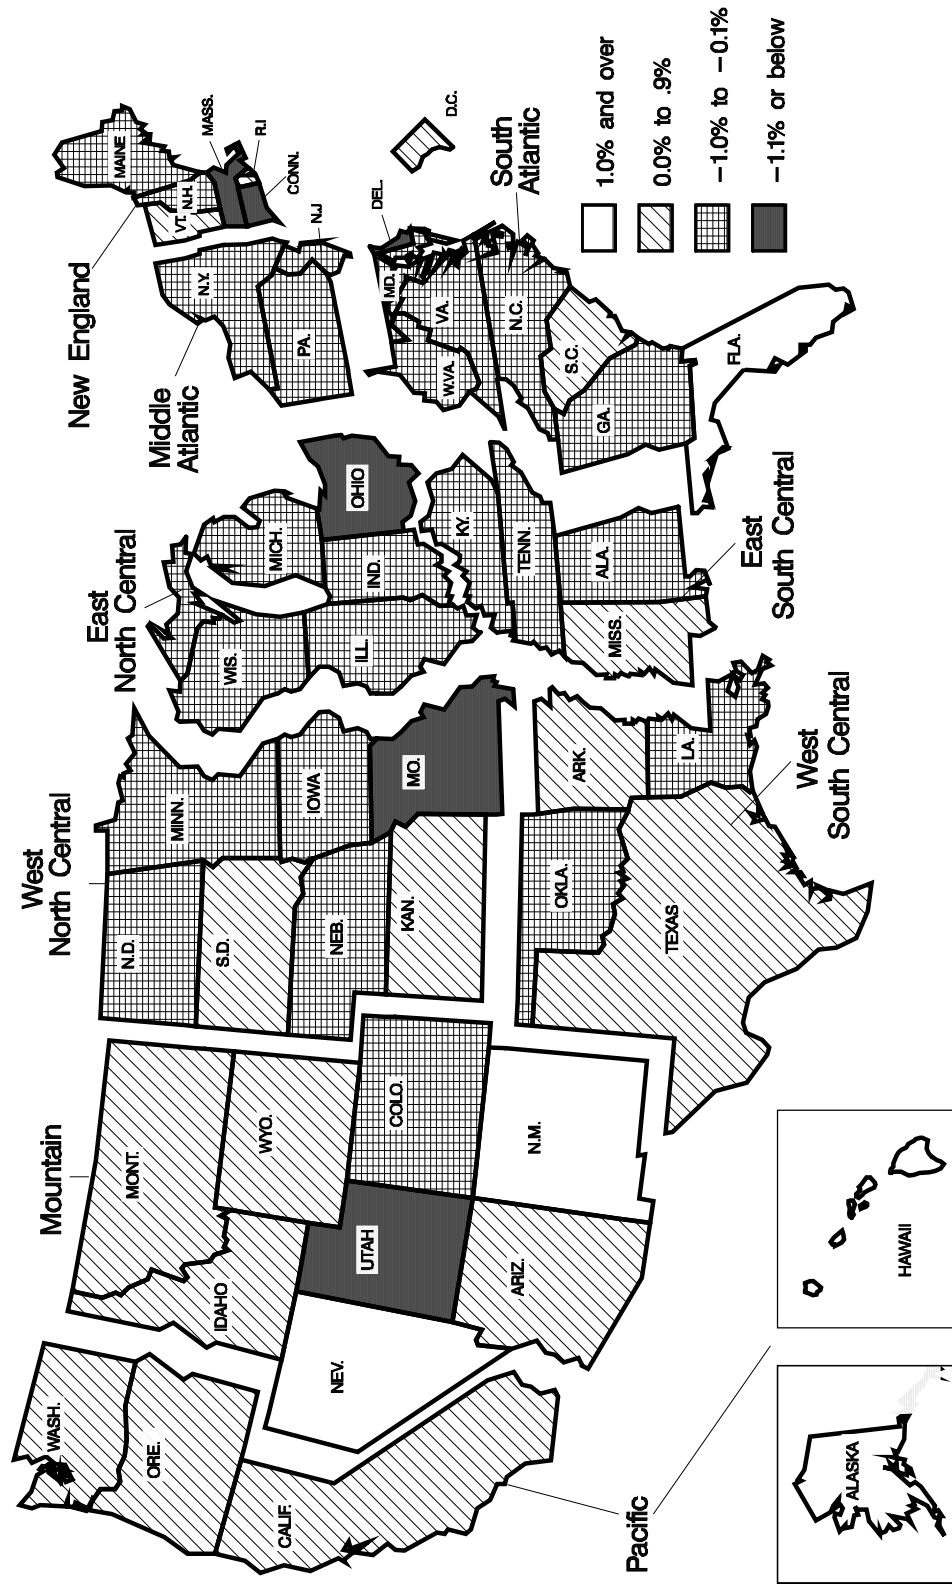 Pacific
Mountain
West
North Central
East
North Central
Middle
Atlantic
New England
WASH.
ORE.
CALIF.
NEV.
IDAHO
MONT.
WYO.
UTAH
COLO.
ARIZ.
N.M.
N.D.
S.D.
NEB.
KAN.
MINN.
IOWA
MO.
WIS.
MICH.
ILL.
IND.
OHIO
N.Y.
PA.
N.J
VT.
N.H.
MAINE
MASS.
R.I
CONN.
DEL.
MD.
VA.
W.VA.
N.C.
S.C.
GA.
FLA.
D.C.
KY.
TENN.
ALA.
MISS.
ARK.
LA.
OKLA.
TEXAS
South
Atlantic
East
South Central
West
South Central
ALASKA
HAWAII
1.0% and over
0.0% to .9%
−1.0% to −0.1%
−1.1% or below